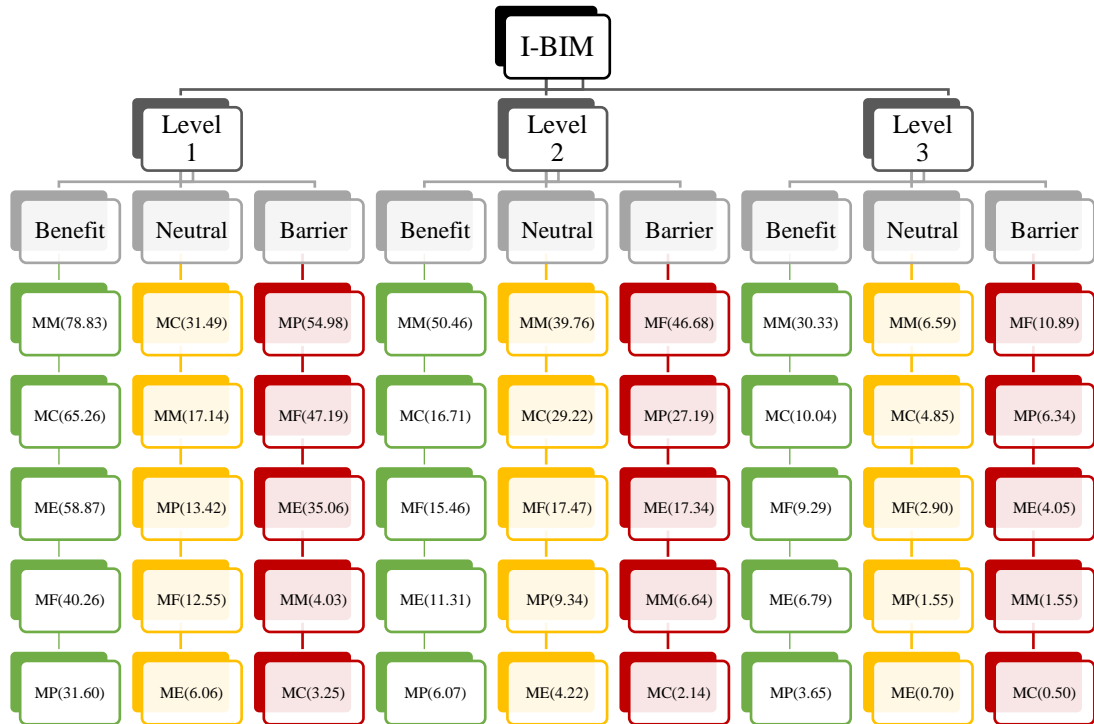 I-BIM
Level
1
Level
2
Level
3
Benefit
Neutral
Barrier
Benefit
Neutral
Barrier
Benefit
Neutral
Barrier
MM(78.83)
MC(31.49)
MP(54.98)
MM(50.46)
MM(39.76)
MF(46.68)
MM(30.33)
MM(6.59)
MF(10.89)
MC(65.26)
MM(17.14)
MF(47.19)
MC(16.71)
MC(29.22)
MP(27.19)
MC(10.04)
MC(4.85)
MP(6.34)
ME(58.87)
MP(13.42)
ME(35.06)
MF(15.46)
MF(17.47)
ME(17.34)
MF(9.29)
MF(2.90)
ME(4.05)
MF(40.26)
MF(12.55)
MM(4.03)
ME(11.31)
MP(9.34)
MM(6.64)
ME(6.79)
MP(1.55)
MM(1.55)
MP(31.60)
ME(6.06)
MC(3.25)
MP(6.07)
ME(4.22)
MC(2.14)
MP(3.65)
ME(0.70)
MC(0.50)